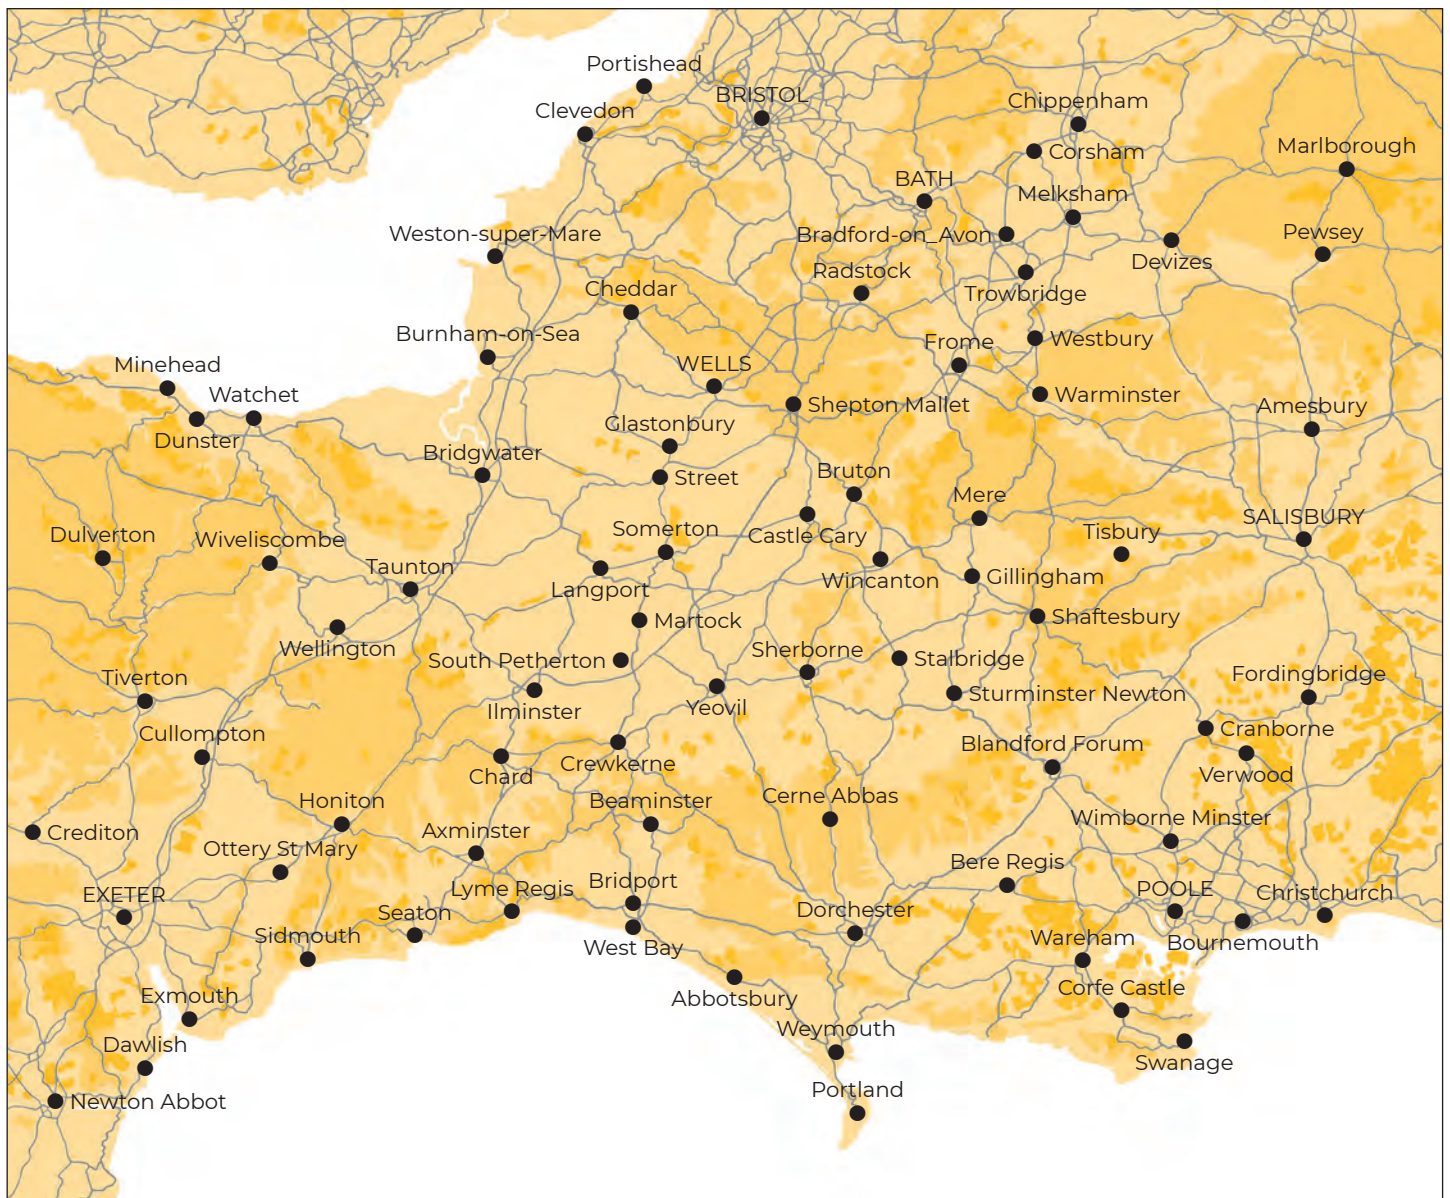 Portishead
BRISTOL
Chippenham
Clevedon
Corsham
Marlborough
BATH
Melksham
Weston-super-Mare
Bradford-on_Avon
Pewsey
Devizes
Radstock
Cheddar
Trowbridge
Burnham-on-Sea
Frome
Westbury
Minehead
WELLS
Watchet
Shepton Mallet
Warminster
Amesbury
Dunster
Glastonbury
Bridgwater
Street
Bruton
Mere
SALISBURY
Dulverton
Wiveliscombe
Somerton
Castle Cary
Tisbury
Taunton
Langport
Wincanton
Gillingham
Martock
Shaftesbury
Wellington
South Petherton
Sherborne
Stalbridge
Tiverton
Fordingbridge
Ilminster
Yeovil
Sturminster Newton
Cullompton
Cranborne
Chard
Crewkerne
Blandford Forum
Verwood
Honiton
Beaminster
Cerne Abbas
Crediton
Axminster
Wimborne Minster
Ottery St Mary
Bere Regis
EXETER
Lyme Regis
Bridport
POOLE
Christchurch
Seaton
Dorchester
Sidmouth
West Bay
Wareham
Bournemouth
Exmouth
Abbotsbury
Corfe Castle
Weymouth
Dawlish
Swanage
Portland
Newton Abbot